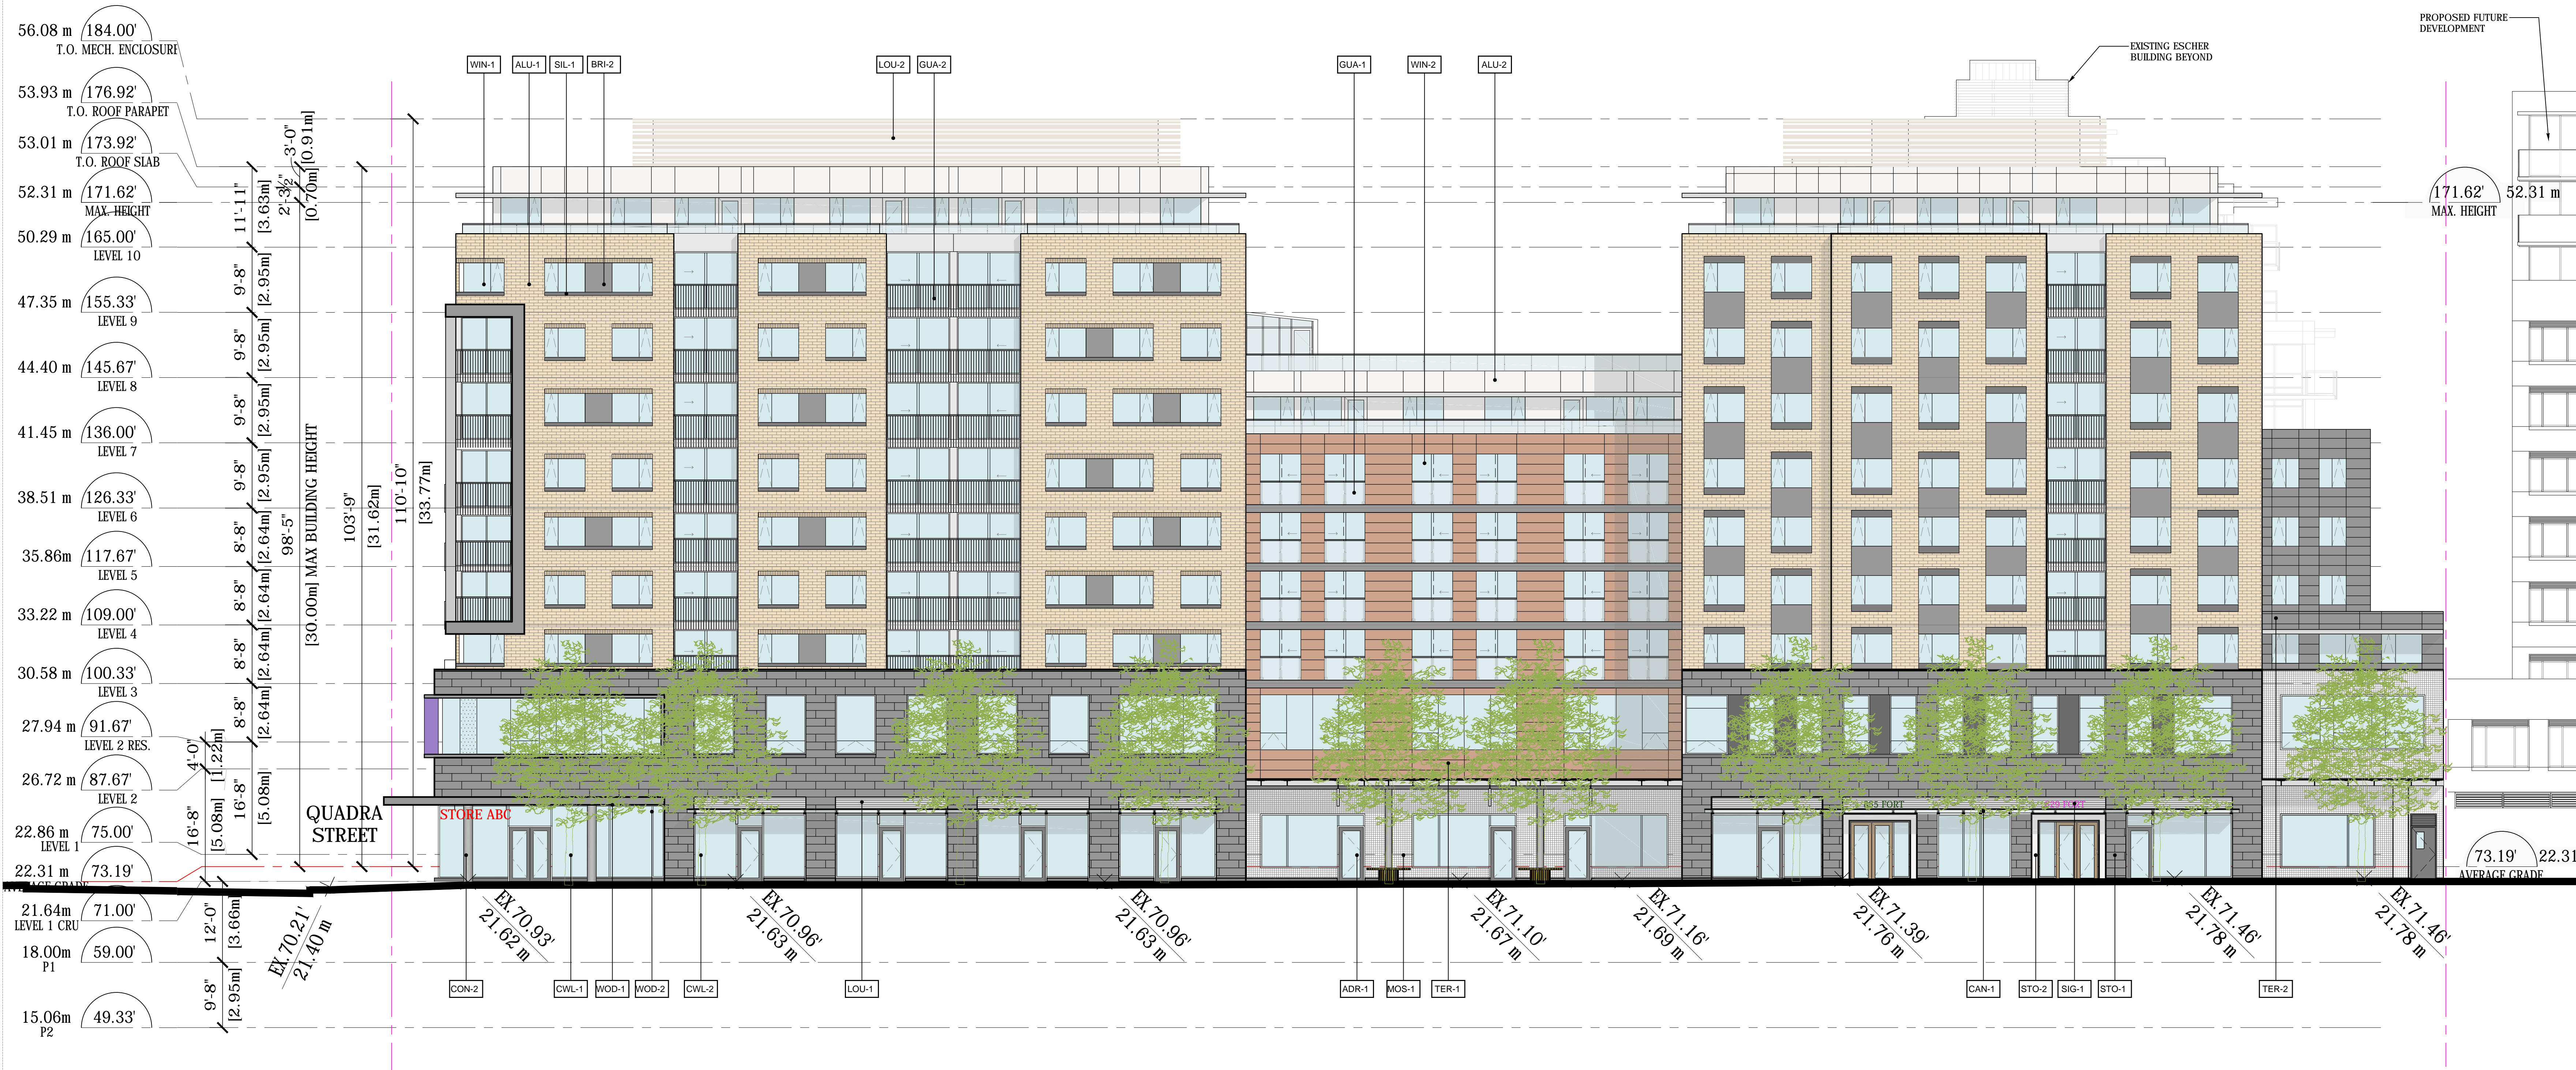 56.08 m 184.00'
T.O. MECH. ENCLOSURE
53.93 m 176.92'
T.O. ROOF PARAPET
53.01 m 173.92'
T.O. ROOF SLAB
52.31 m 171.62'
MAX. HEIGHT
50.29 m 165.00'
LEVEL 10
47.35 m 155.33'
LEVEL 9
44.40 m 145.67'
LEVEL 8
41.45 m 136.00'
LEVEL 7
38.51 m 126.33'
LEVEL 6
35.86m 117.67'
LEVEL 5
33.22 m 109.00'
LEVEL 4
30.58 m 100.33'
LEVEL 3
27.94 m 91.67'
LEVEL 2 RES.
26.72 m 87.67'
LEVEL 2
22.86 m 75.00'
LEVEL 1
22.31 m 73.19'
AVERAGE GRADE
21.64m 71.00'
LEVEL 1 CRU
18.00m 59.00'
P1
15.06m 49.33'
P2
3'-0"
[0.91m]
2'-3½"
[0.70m]
11'-11"
[3.63m]
9'-8"
[2.95m]
9'-8"
[2.95m]
9'-8"
[2.95m]
9'-8"
[2.95m]
8'-8"
[2.64m]
8'-8"
[2.64m]
8'-8"
[2.64m]
8'-8"
[2.64m]
16'-8"
[5.08m]
4'-0"
[1.22m]
16'-8"
[5.08m]
12'-0"
[3.66m]
9'-8"
[2.95m]
98'-5"
[30.00m] MAX BUILDING HEIGHT
103'-9"
[31.62m]
110'-10"
[33.77m]
WIN-1
ALU-1
SIL-1
BRI-2
LOU-2
GUA-2
GUA-1
WIN-2
ALU-2
EXISTING ESCHER
BUILDING BEYOND
PROPOSED FUTURE
DEVELOPMENT
171.62' 52.31 m
MAX. HEIGHT
QUADRA
STREET
STORE ABC
855 FORT
73.19' 22.31
AVERAGE GRADE
EX.70.21'
21.40 m
EX.70.93'
21.62 m
EX.70.96'
21.63 m
EX.70.96'
21.63 m
EX.71.10'
21.67 m
EX.71.16'
21.69 m
EX.71.39'
21.76 m
EX.71.46'
21.78 m
EX.71.46'
21.78 m
CON-2
CWL-1
WOD-1
WOD-2
CWL-2
LOU-1
ADR-1
MOS-1
TER-1
CAN-1
STO-2
SIG-1
STO-1
TER-2